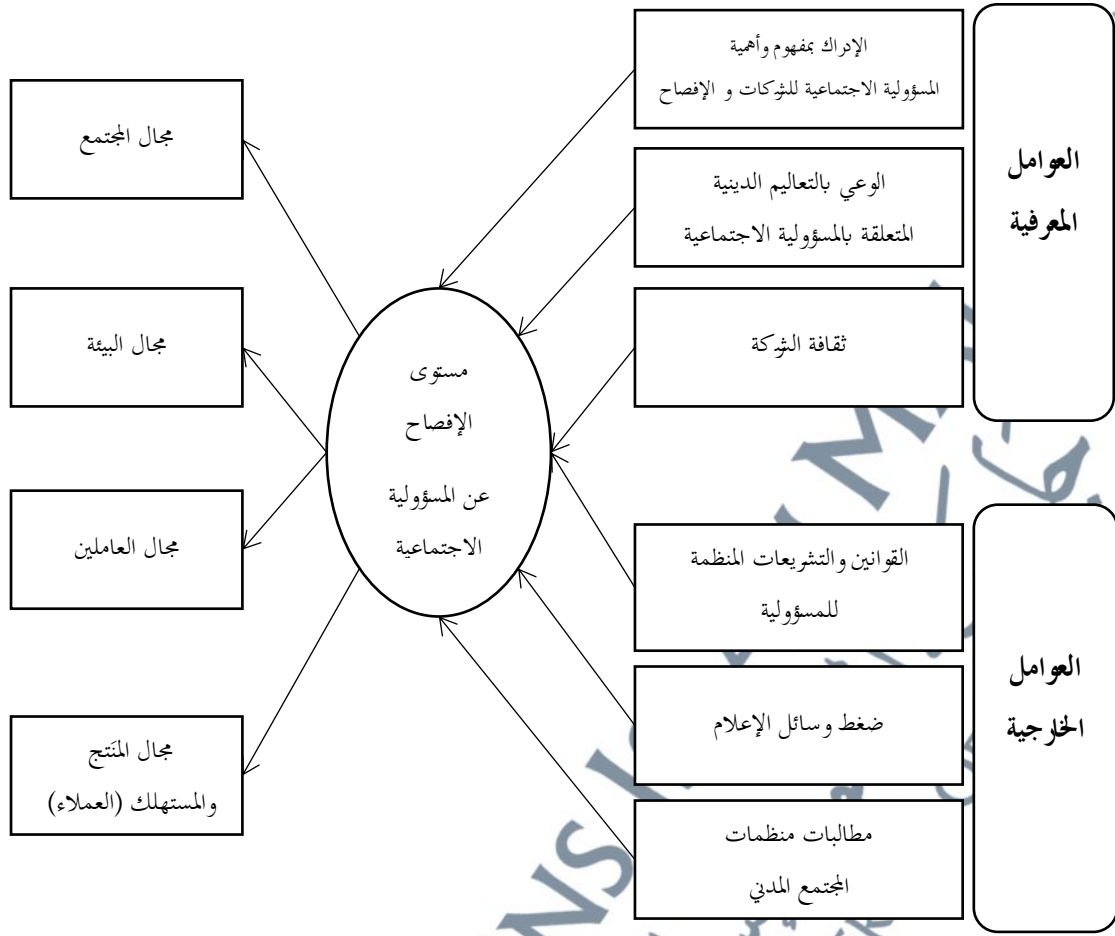 العوامل
المعرفية
الإدراك بمفهوم وأهمية
المسؤولية الاجتماعية للشركات و الإفصاح
الوعي بالتعاليم الدينية
المتعلقة بالمسؤولية الاجتماعية
ثقافة الشركة
العوامل
الخارجية
القوانين والتشريعات المنظمة
للمسؤولية
ضغط وسائل الإعلام
مطالبات منظمات
المجتمع المدني
مستوى
الإفصاح
عن المسؤولية
الاجتماعية
مجال المجتمع
مجال البيئة
مجال العاملين
مجال المنَتج
والمستهلك (العملاء)